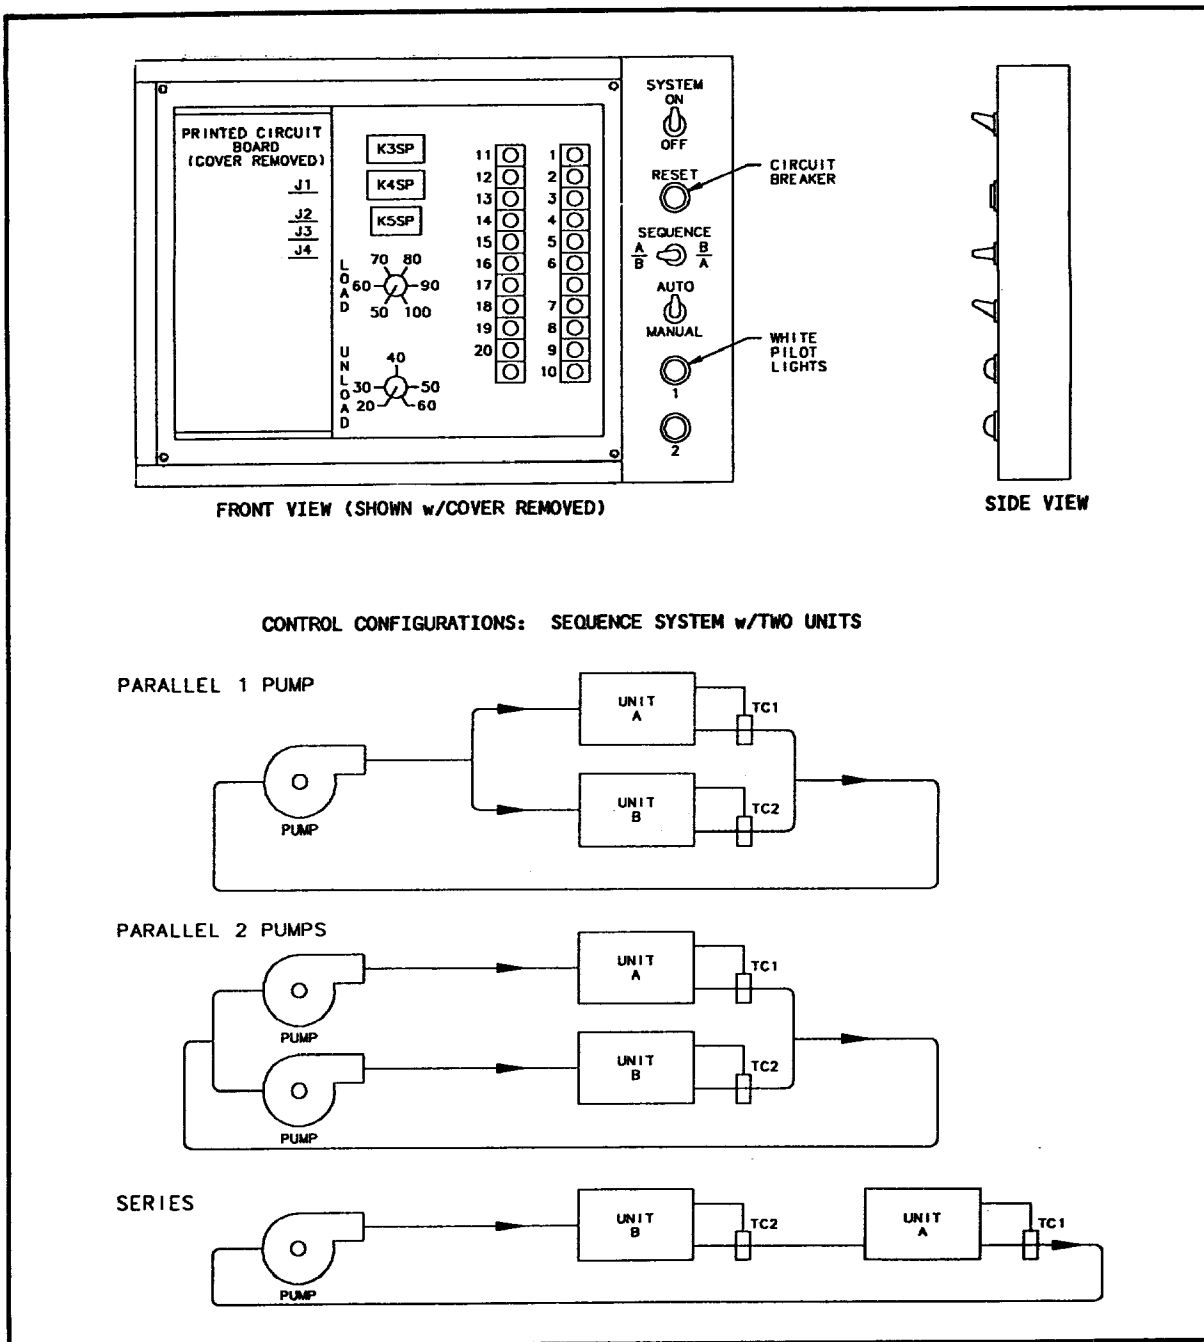 SYSTEM
ON
OFF
PRINTED CIRCUIT
BOARD
(COVER REMOVED)
J1
J2
J3
J4
K3SP
K4SP
K5SP
LOAD
50 60 70 80 90 100
UNLOAD
20 30 40 50 60
11
12
13
14
15
16
17
18
19
20
1
2
3
4
5
6
7
8
9
10
RESET
CIRCUIT
BREAKER
SEQUENCE
A
B
B
A
AUTO
MANUAL
WHITE
PILOT
LIGHTS
1
2
FRONT VIEW (SHOWN w/COVER REMOVED)
SIDE VIEW
CONTROL CONFIGURATIONS: SEQUENCE SYSTEM w/TWO UNITS
PARALLEL 1 PUMP
PUMP
UNIT
A
TC1
UNIT
B
TC2
PARALLEL 2 PUMPS
PUMP
PUMP
UNIT
A
TC1
UNIT
B
TC2
SERIES
PUMP
UNIT
B
TC2
UNIT
A
TC1